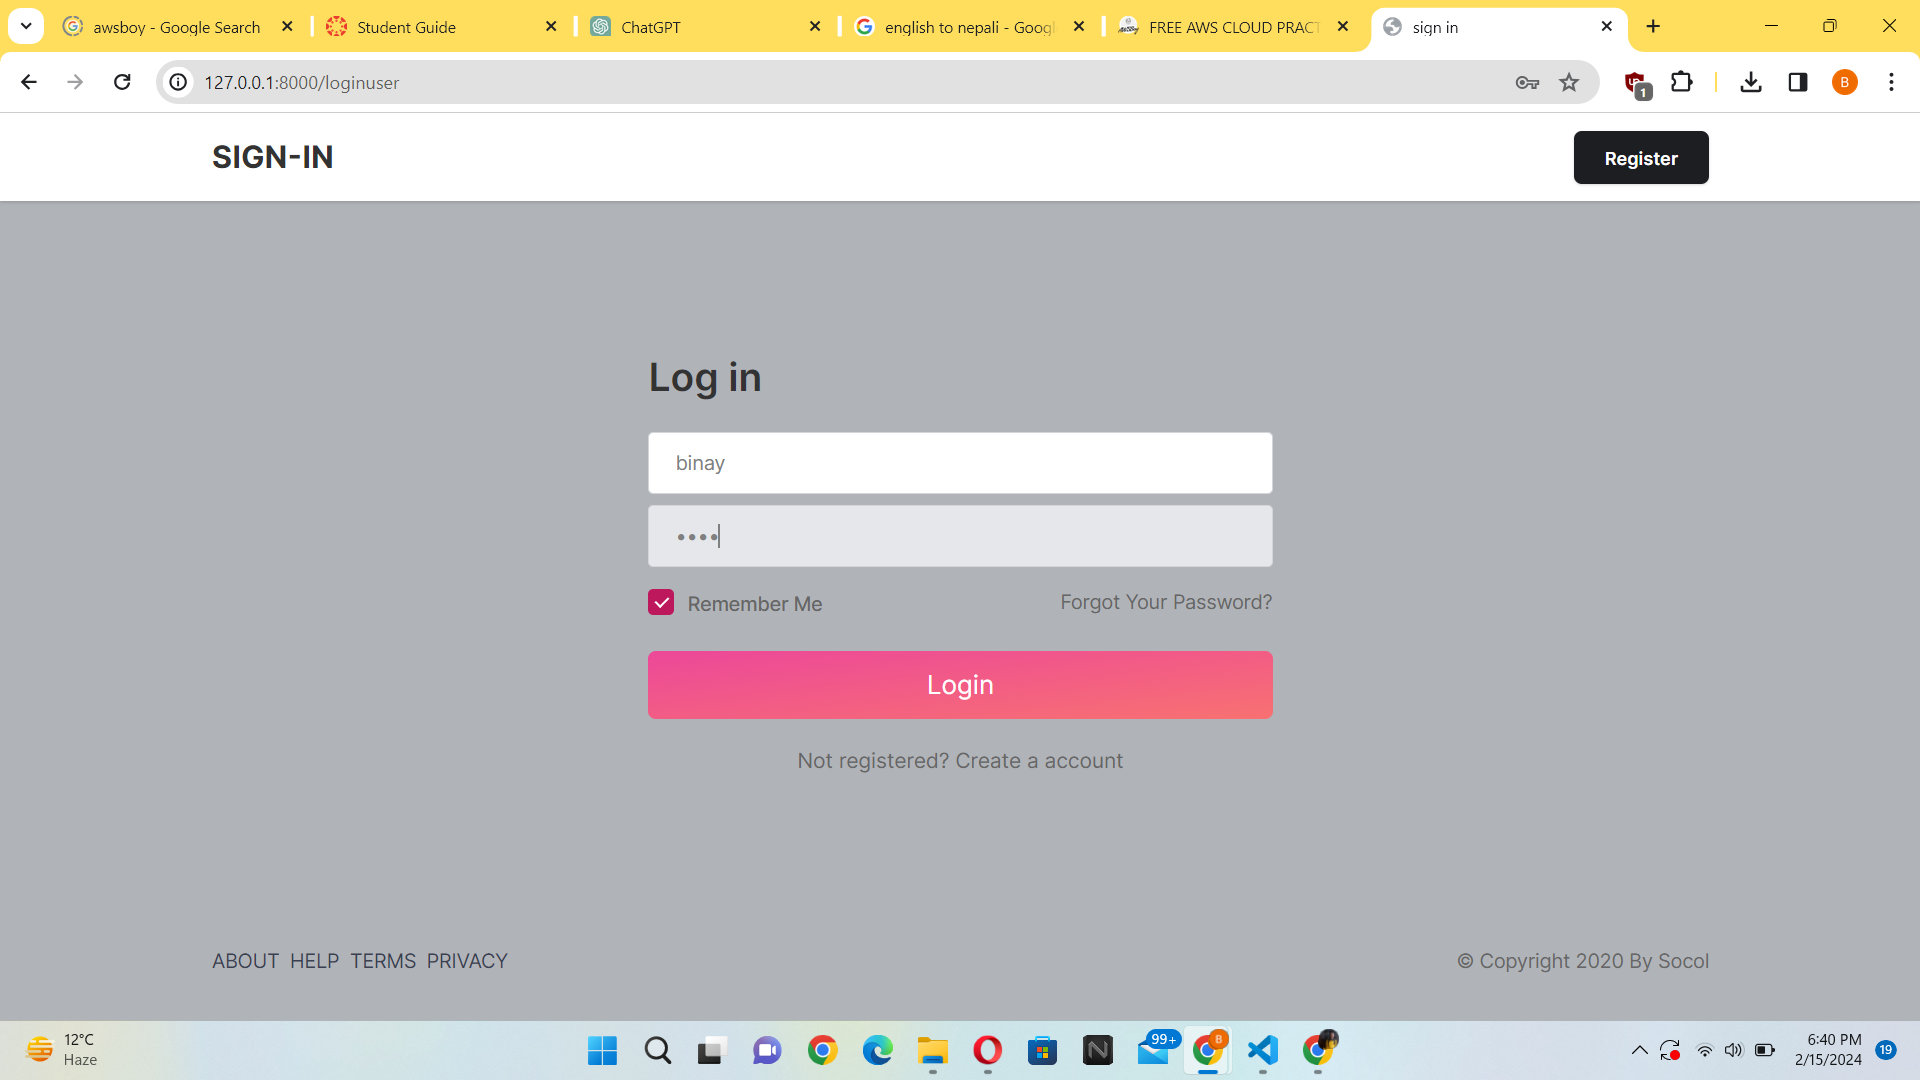 awsboy - Google Search
Student Guide
ChatGPT
english to nepali - Googl
FREE AWS CLOUD PRACT
sign in
127.0.0.1:8000/loginuser
1
B
SIGN-IN
Register
Log in
binay
••••
Remember Me
Forgot Your Password?
Login
Not registered? Create a account
ABOUT HELP TERMS PRIVACY
© Copyright 2020 By Socol
12°C
Haze
99+
B
6:40 PM
2/15/2024
19